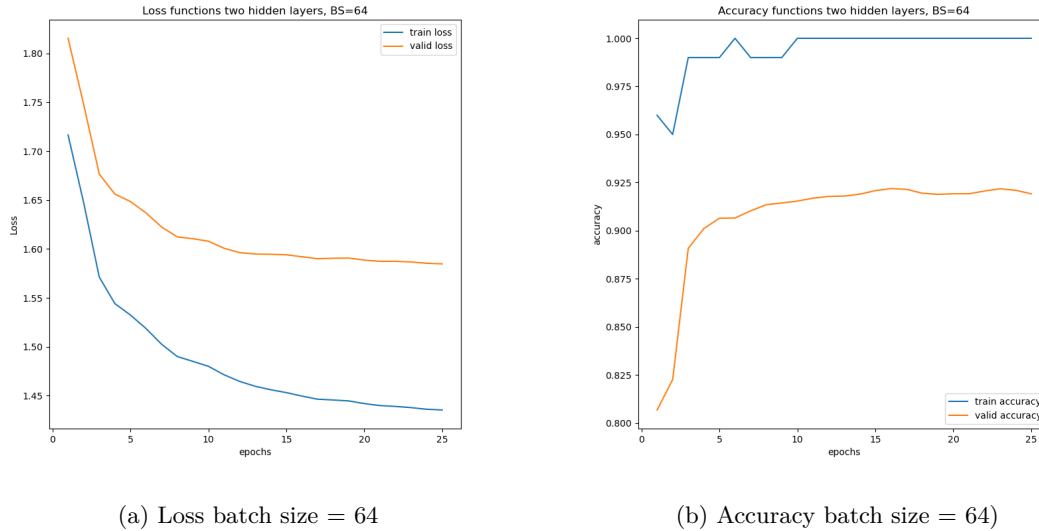 Loss functions two hidden layers, BS=64
train loss
valid loss
1.80
1.75
1.70
1.65
1.60
1.55
1.50
1.45
Loss
0 5 10 15 20 25
epochs
(a) Loss batch size = 64
Accuracy functions two hidden layers, BS=64
1.000
0.975
0.950
0.925
0.900
0.875
0.850
0.825
0.800
accuracy
train accuracy
valid accuracy
0 5 10 15 20 25
epochs
(b) Accuracy batch size = 64)